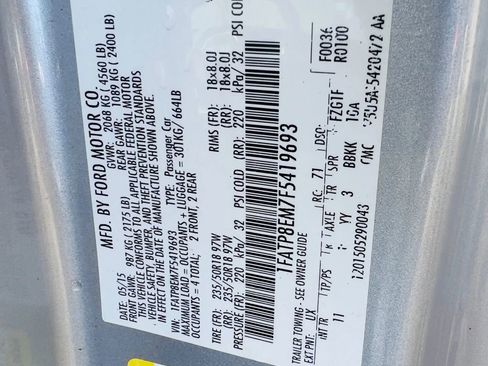 MFD. BY FORD MOTOR CO.
DATE: 05/15 GVWR: 2068 KG ( 4560 LB)
FRONT GAWR: 987 KG ( 2175 LB) REAR GAWR: 1089 KG ( 2400 LB)
THIS VEHICLE CONFORMS TO ALL APPLICABLE FEDERAL MOTOR
VEHICLE SAFETY, BUMPER, AND THEFT PREVENTION STANDARDS
IN EFFECT ON THE DATE OF MANUFACTURE SHOWN ABOVE.
VIN: 1FATP8EM7F5419693 Passenger Car
MAXIMUM LOAD = OCCUPANTS + LUGGAGE = 301KG/ 664LB
OCCUPANTS = 4 TOTAL: 2 FRONT, 2 REAR
TIRE (FR): 235/50R18 97W RIMS (FR): 18x8.0J
TIRE (RR): 235/50R18 97W (RR): 18x8.0J
PRESSURE (FR): 220 kPa/ 32 PSI COLD (RR): 220 kPa/ 32 PSI COLD
1FATP8EM7F5419693
F0036
R0100
TRAILER TOWING - SEE OWNER GUIDE
EXT PNT: UX RC: 71 DSO: FZGTF
INT TR TP/PS R AXLE TR SPR 1GA
11 Y YY 3 BBKK
1201505290043 FMC